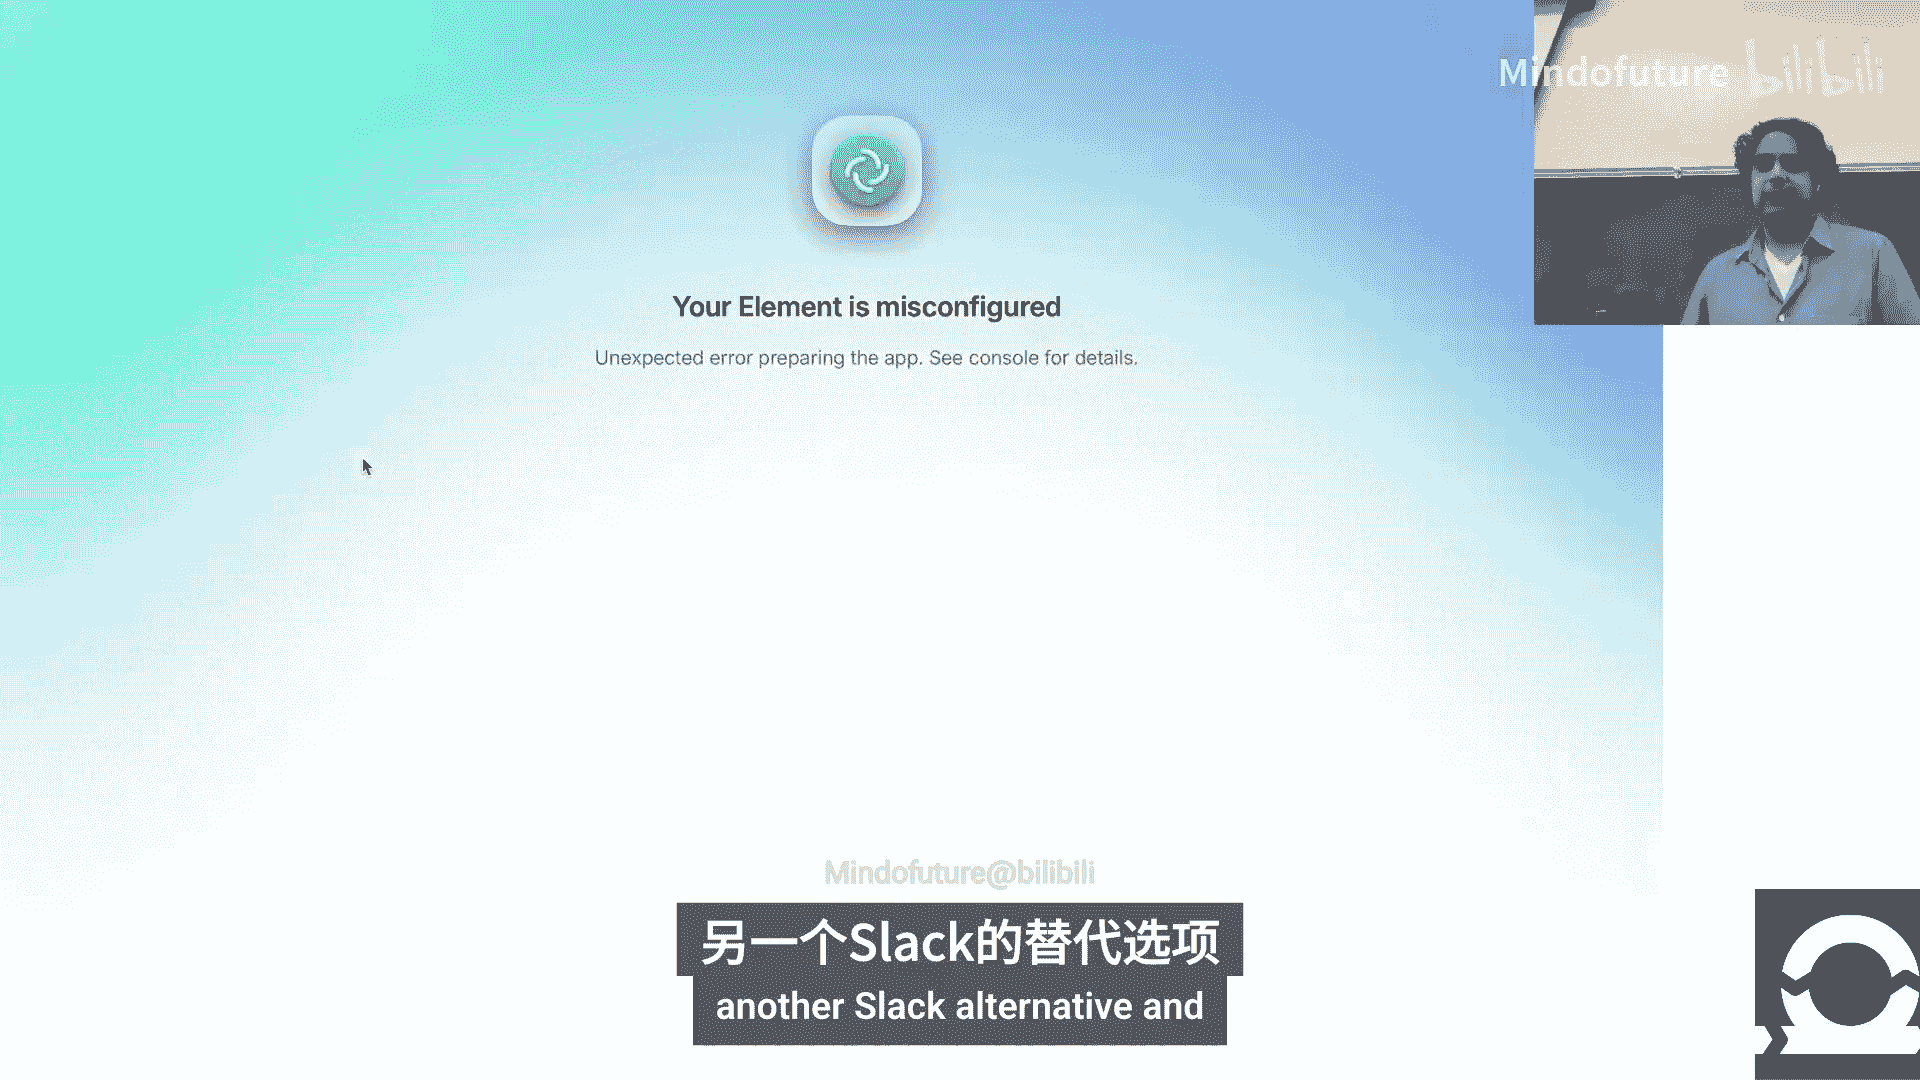 Mindofuture bilibili
Your Element is misconfigured
Unexpected error preparing the app. See console for details.
Mindofuture@bilibili
另一个Slack的替代选项
another Slack alternative and